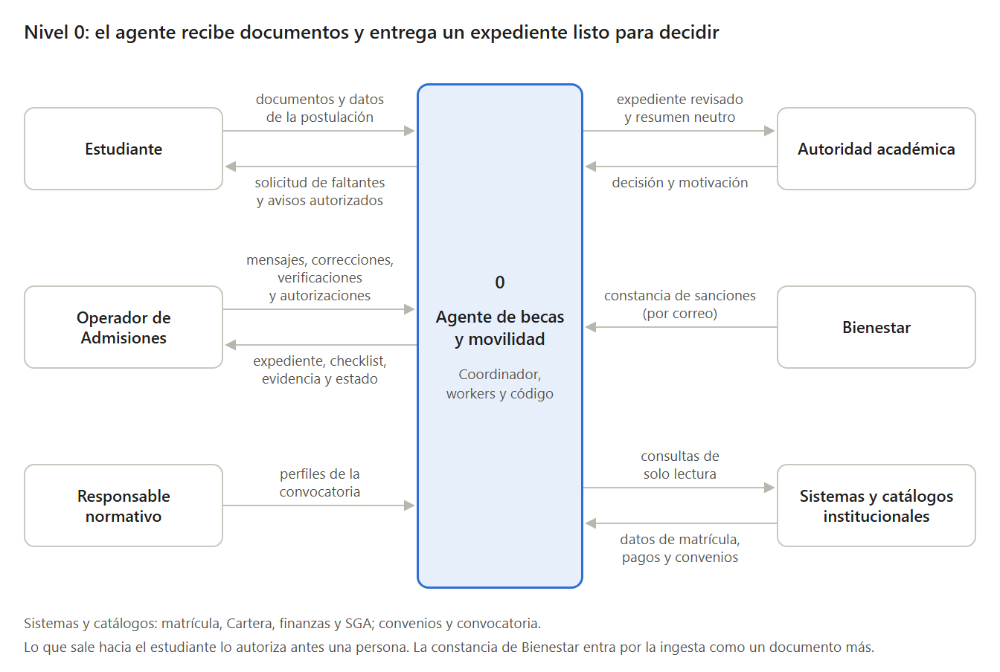 Nivel 0: el agente recibe documentos y entrega un expediente listo para decidir
documentos y datos
de la postulación
Estudiante
solicitud de faltantes
y avisos autorizados
mensajes, correcciones,
verificaciones
y autorizaciones
Operador de
Admisiones
expediente, checklist,
evidencia y estado
perfiles de la
convocatoria
Responsable
normativo
0
Agente de becas
y movilidad
Coordinador,
workers y código
expediente revisado
y resumen neutro
Autoridad académica
decisión y motivación
constancia de sanciones
(por correo)
Bienestar
consultas de
solo lectura
Sistemas y catálogos
institucionales
datos de matrícula,
pagos y convenios
Sistemas y catálogos: matrícula, Cartera, finanzas y SGA; convenios y convocatoria.
Lo que sale hacia el estudiante lo autoriza antes una persona. La constancia de Bienestar entra por la ingesta como un documento más.